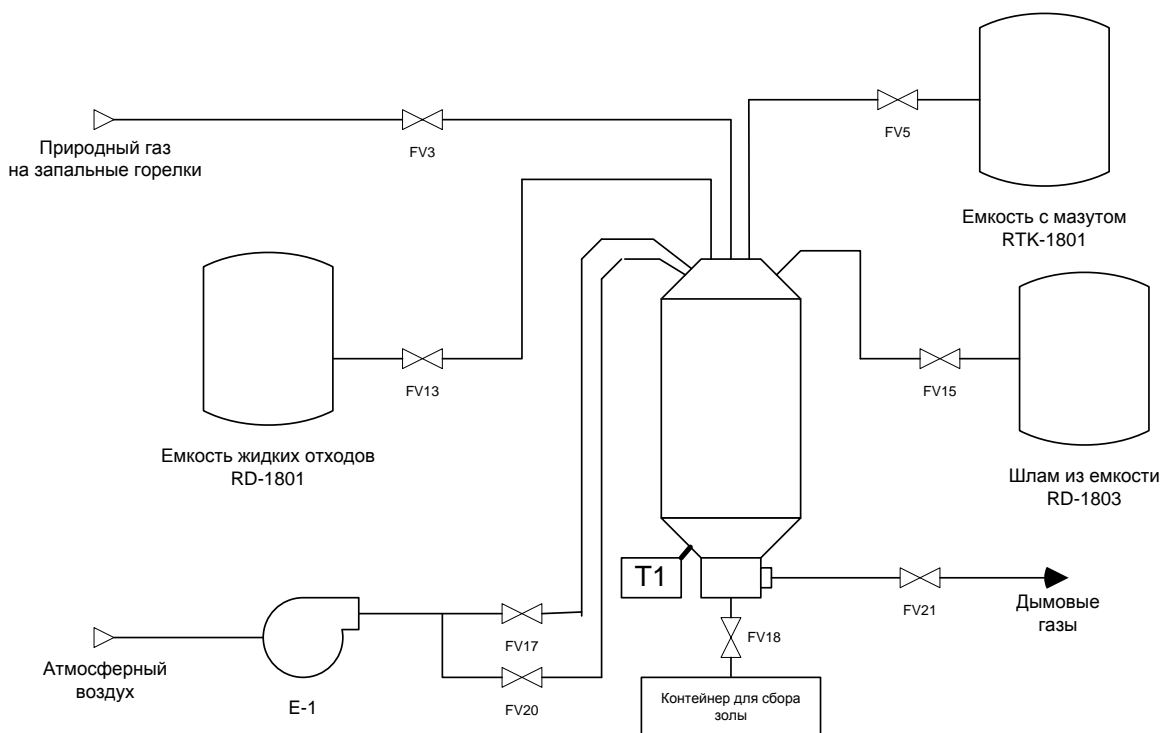 FV5
FV3
Природный газ
на запальные горелки
Емкость с мазутом
RTK-1801
FV13
FV15
Емкость жидких отходов
RD-1801
Шлам из емкости
RD-1803
T1
FV21
Дымовые
газы
FV17
FV18
Атмосферный
воздух
E-1
FV20
Контейнер для сбора
золы